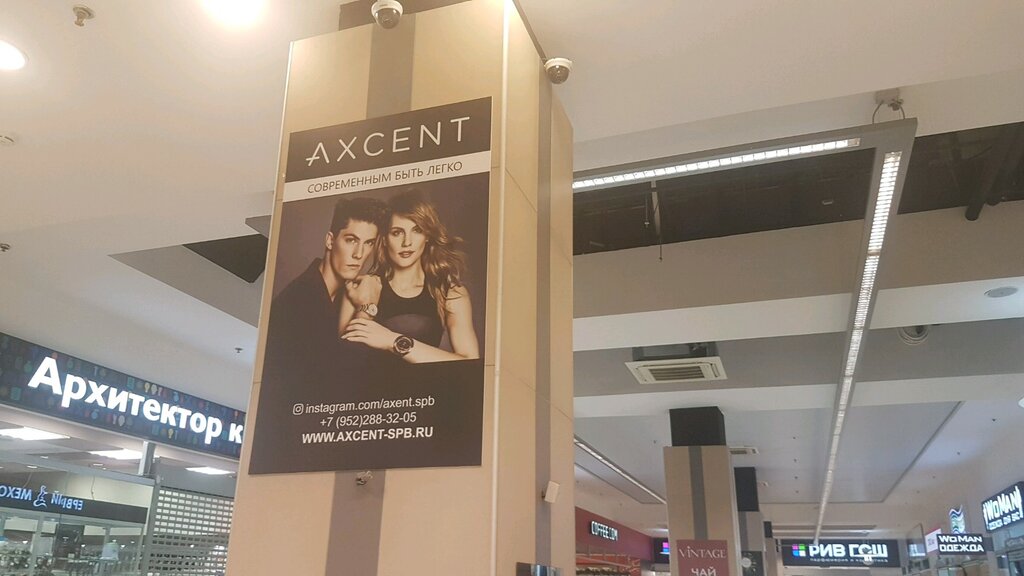 AXCENT
СОВРЕМЕННЫМ БЫТЬ ЛЕГКО
instagram.com/axent.spb
+7 (952)288-32-05
WWW.AXCENT-SPB.RU
Архитектор к
VINTAGE
ЧАЙ
РИВ ГОШ
WOMAN
WOMAN
ОДЕЖДА